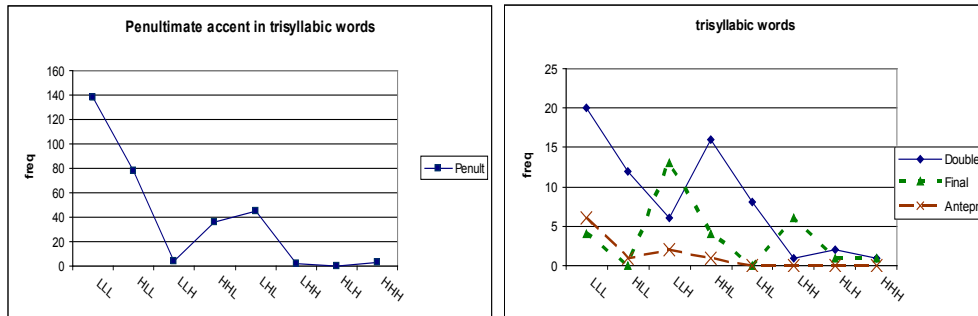 Penultimate accent in trisyllabic words
160
140
120
100
80
60
40
20
0
freq
LLL
HLL
LLH
HHL
LHL
LHH
HLH
HHH
Penult
trisyllabic words
25
20
15
10
5
0
freq
LLL
HLL
LLH
HHL
LHL
LHH
HLH
HHH
Double
Final
Antepr